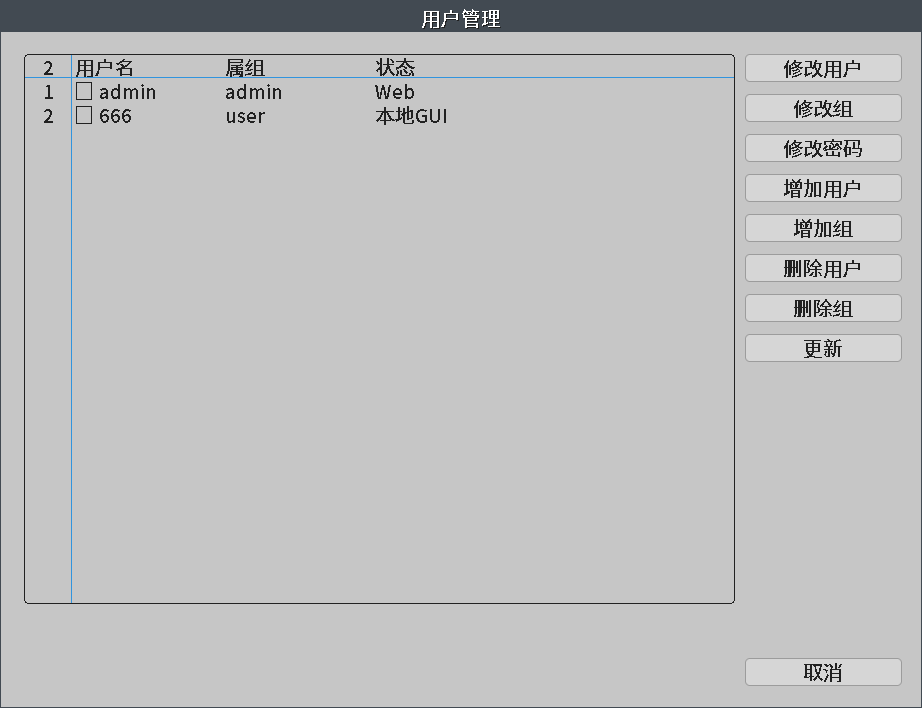 用户管理
2 用户名 属组 状态
1 admin admin Web
2 666 user 本地GUI
修改用户
修改组
修改密码
增加用户
增加组
删除用户
删除组
更新
取消